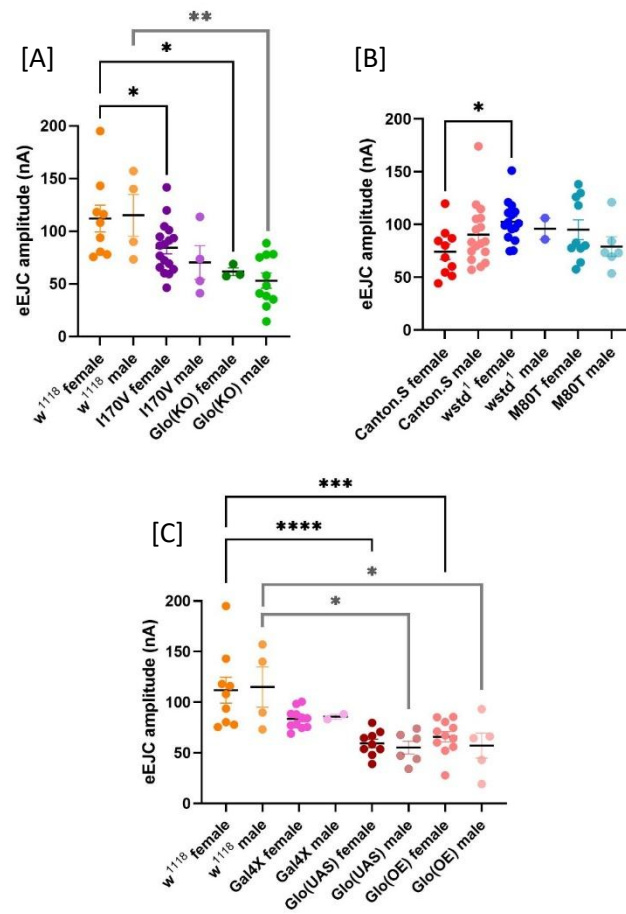 [A]
**
*
*
eEJC amplitude (nA)
200
150
100
50
0
w¹¹¹⁸ female
w¹¹¹⁸ male
I170V female
I170V male
Glo(KO) female
Glo(KO) male
[B]
*
eEJC amplitude (nA)
200
150
100
50
0
Canton.S female
Canton.S male
wstd¹ female
wstd¹ male
M80T female
M80T male
[C]
***
****
*
*
eEJC amplitude (nA)
200
150
100
50
0
w¹¹¹⁸ female
w¹¹¹⁸ male
Gal4X female
Gal4X male
Glo(UAS) female
Glo(UAS) male
Glo(OE) female
Glo(OE) male